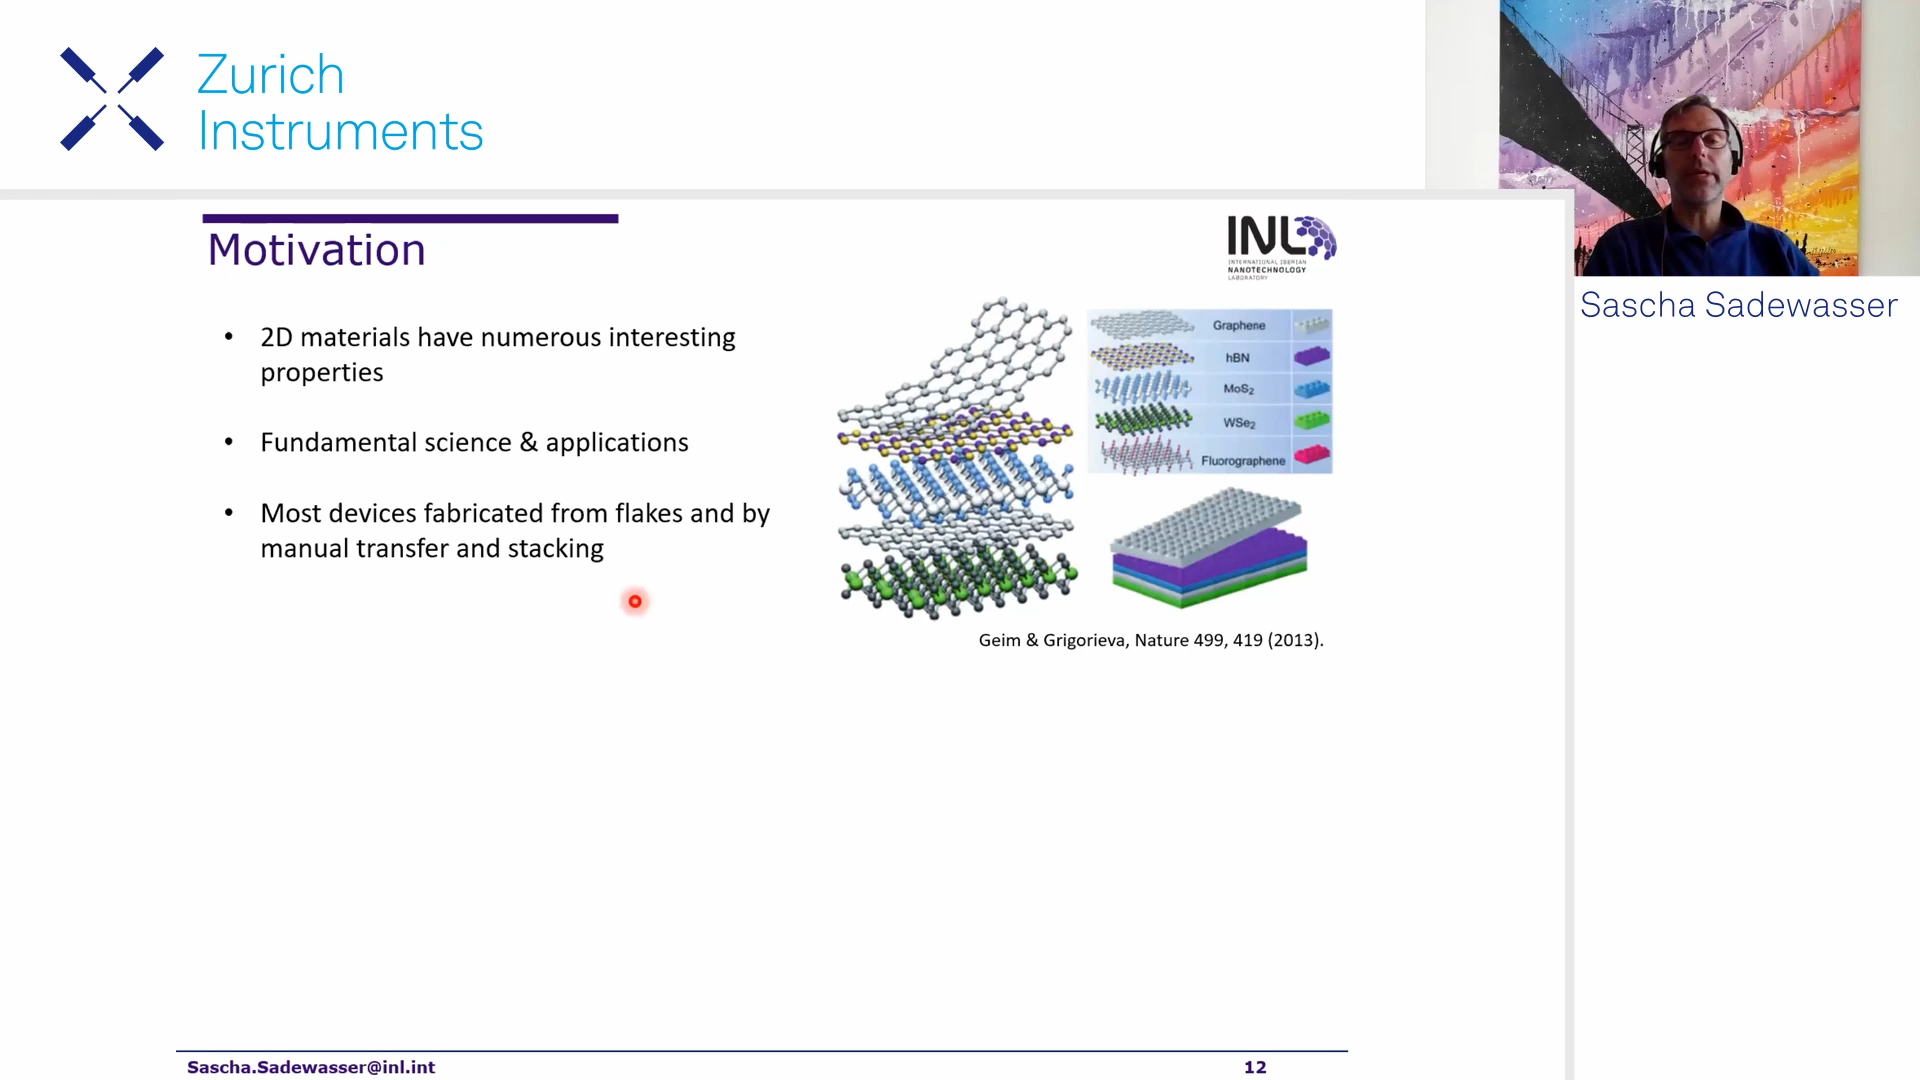 Zurich
Instruments
Sascha Sadewasser
Motivation
INL
INTERNATIONAL IBERIAN
NANOTECHNOLOGY
LABORATORY
• 2D materials have numerous interesting
properties
• Fundamental science & applications
• Most devices fabricated from flakes and by
manual transfer and stacking
Graphene
hBN
MoS₂
WSe₂
Fluorographene
Geim & Grigorieva, Nature 499, 419 (2013).
Sascha.Sadewasser@inl.int
12